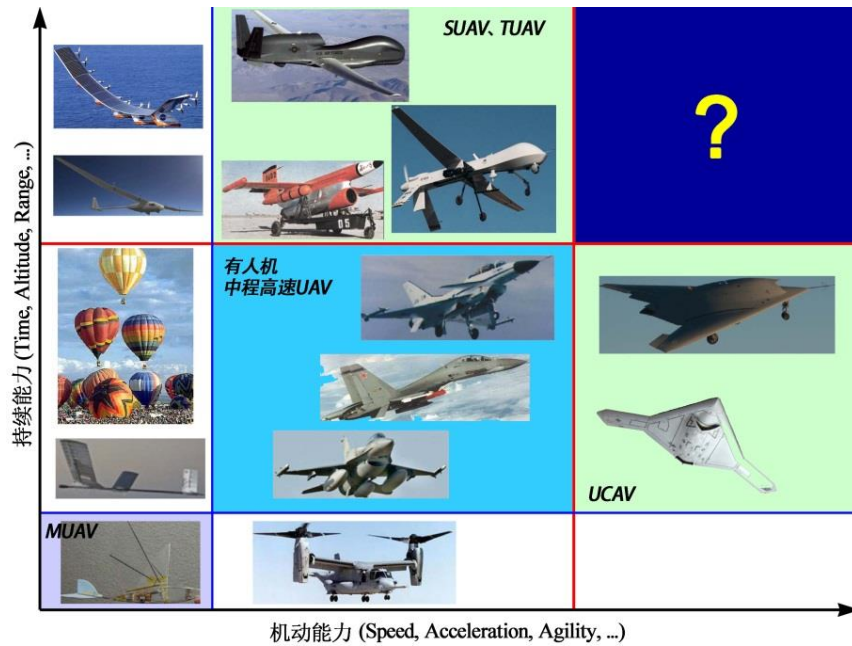 SUAV、TUAV
?
有人机
中程高速UAV
UCAV
MUAV
持续能力 (Time, Altitude, Range, ...)
机动能力 (Speed, Acceleration, Agility, ...)